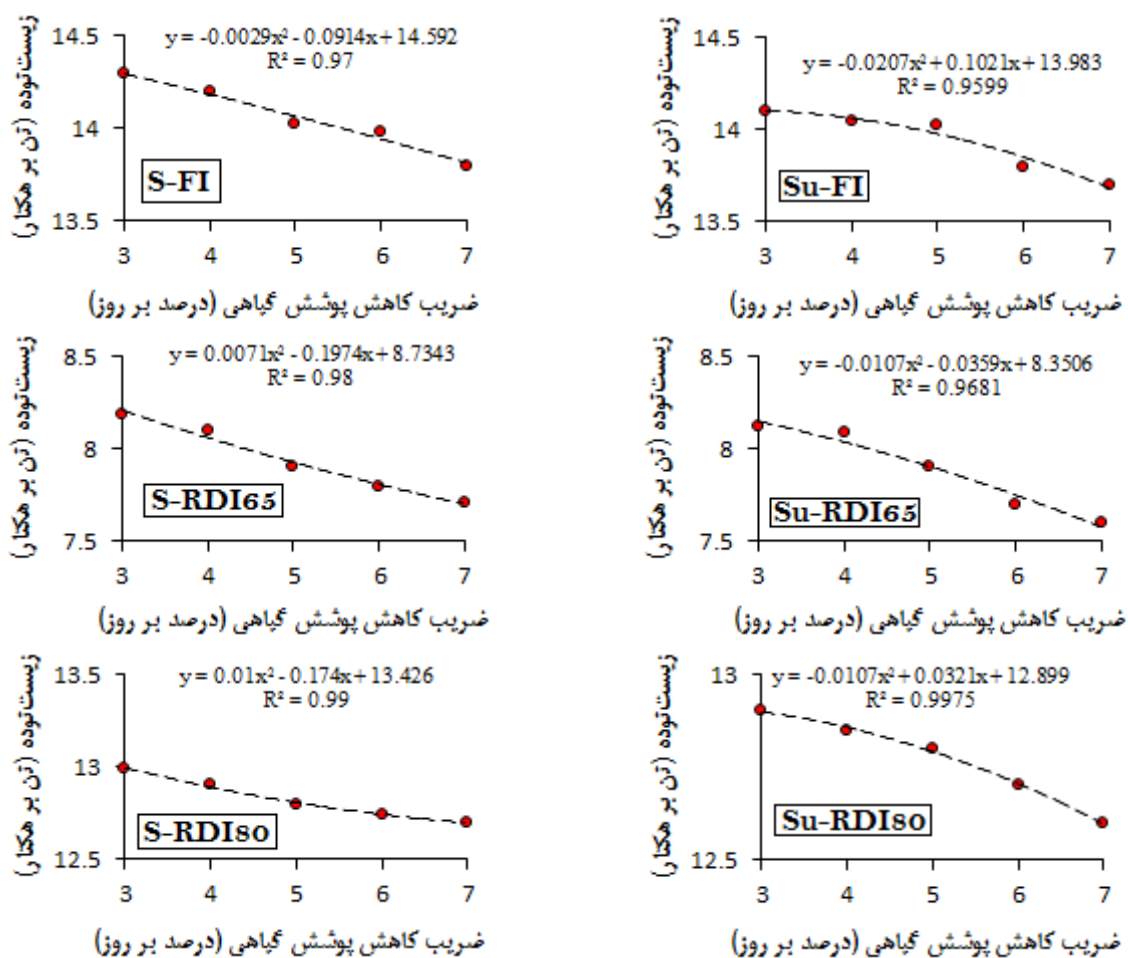 زیست‌توده (تن بر هکتار)
14.5
14
13.5
y = -0.0029x² - 0.0914x + 14.592
R² = 0.97
S-FI
3 4 5 6 7
ضریب کاهش پوشش گیاهی (درصد بر روز)
زیست‌توده (تن بر هکتار)
14.5
14
13.5
y = -0.0207x² + 0.1021x + 13.983
R² = 0.9599
Su-FI
3 4 5 6 7
ضریب کاهش پوشش گیاهی (درصد بر روز)
زیست‌توده (تن بر هکتار)
8.5
8
7.5
y = 0.0071x² - 0.1974x + 8.7343
R² = 0.98
S-RDI65
3 4 5 6 7
ضریب کاهش پوشش گیاهی (درصد بر روز)
زیست‌توده (تن بر هکتار)
8.5
8
7.5
y = -0.0107x² - 0.0359x + 8.3506
R² = 0.9681
Su-RDI65
3 4 5 6 7
ضریب کاهش پوشش گیاهی (درصد بر روز)
زیست‌توده (تن بر هکتار)
13.5
13
12.5
y = 0.01x² - 0.174x + 13.426
R² = 0.99
S-RDI80
3 4 5 6 7
ضریب کاهش پوشش گیاهی (درصد بر روز)
زیست‌توده (تن بر هکتار)
13
12.5
y = -0.0107x² + 0.0321x + 12.899
R² = 0.9975
Su-RDI80
3 4 5 6 7
ضریب کاهش پوشش گیاهی (درصد بر روز)